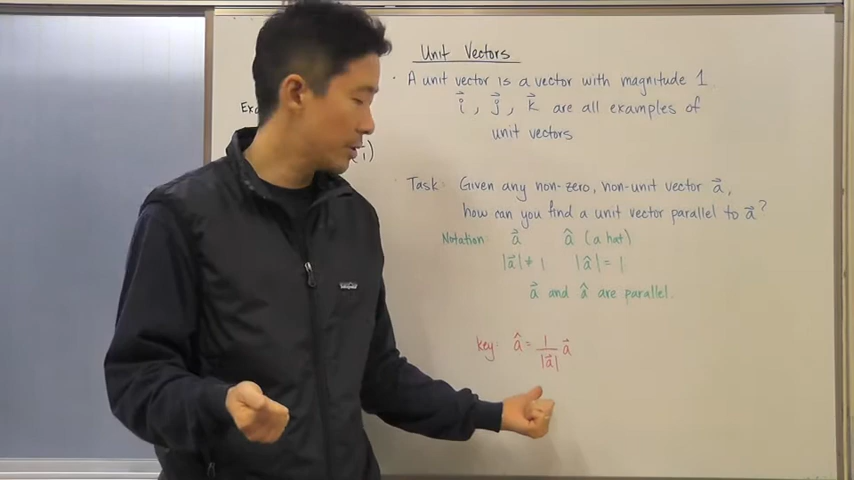 Unit Vectors
· A unit vector is a vector with magnitude 1.
i⃗ , j⃗ , k⃗ are all examples of
unit vectors
· Task: Given any non-zero, non-unit vector a⃗,
how can you find a unit vector parallel to a⃗?
Notation: a⃗ â (a hat)
|a⃗| ≠ 1 |â| = 1
a⃗ and â are parallel.
key: â = 1/|a⃗| a⃗